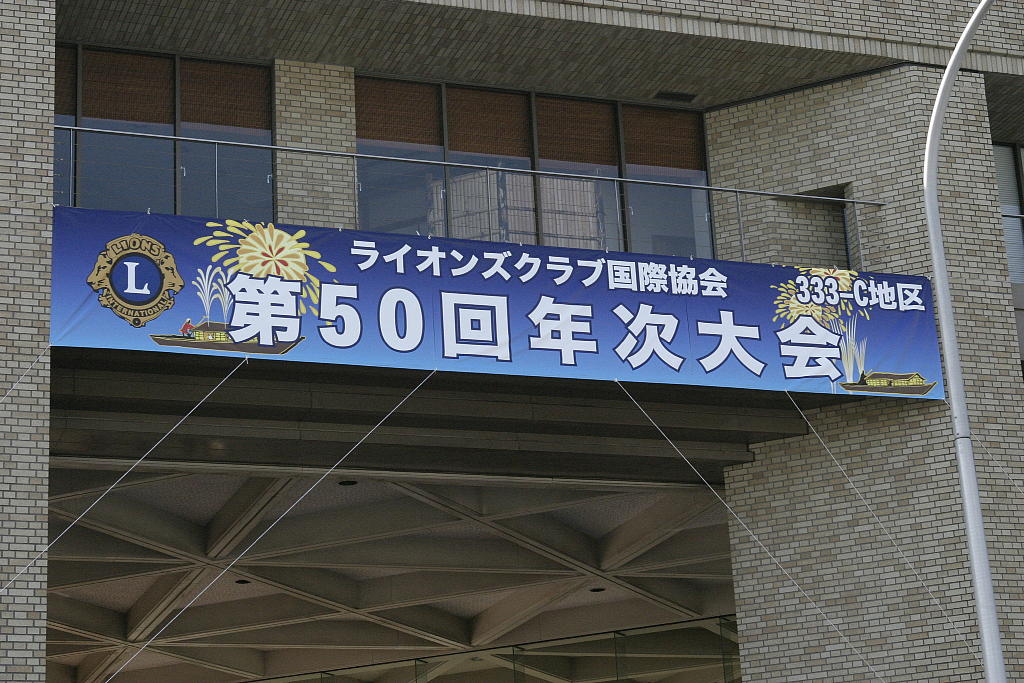 LIONS
L
INTERNATIONAL
ライオンズクラブ国際協会 333-C地区
第50回年次大会